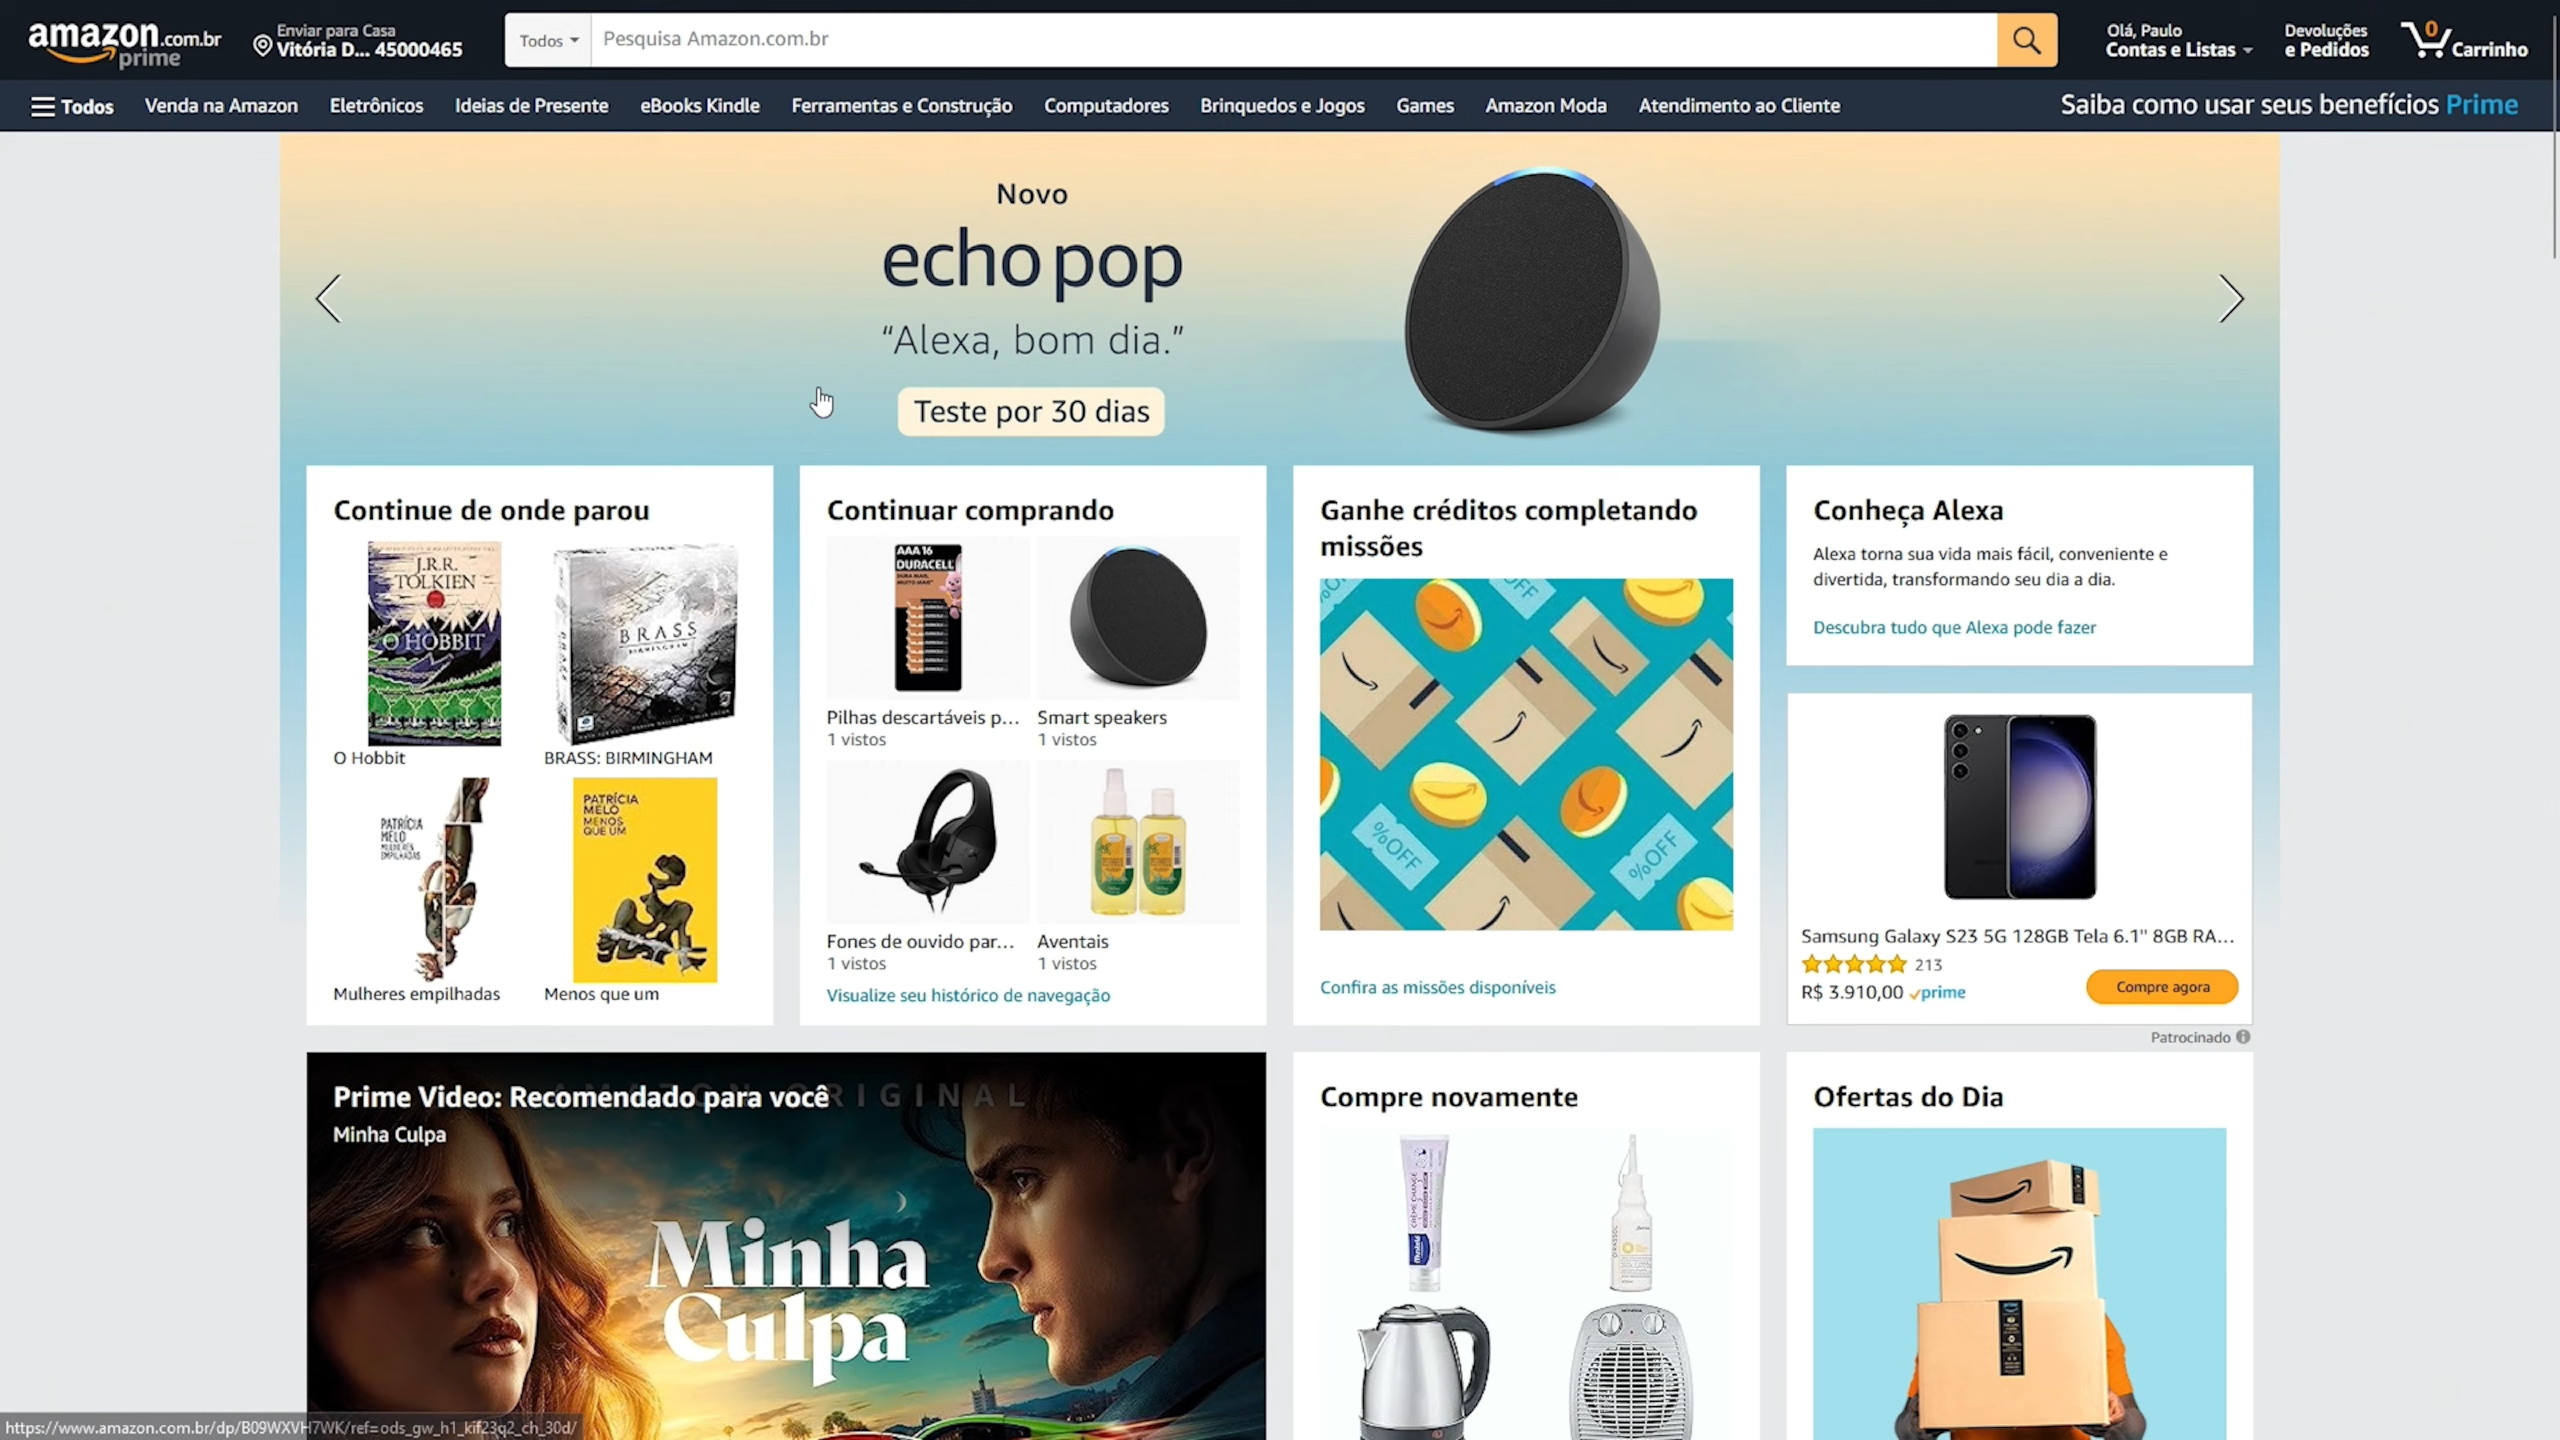 amazon.com.br
prime
Enviar para Casa
Vitória D... 45000465
Todos
Pesquisa Amazon.com.br
Olá, Paulo
Contas e Listas
Devoluções
e Pedidos
0
Carrinho
Todos
Venda na Amazon
Eletrônicos
Ideias de Presente
eBooks Kindle
Ferramentas e Construção
Computadores
Brinquedos e Jogos
Games
Amazon Moda
Atendimento ao Cliente
Saiba como usar seus benefícios Prime
Novo
echo pop
“Alexa, bom dia.”
Teste por 30 dias
Continue de onde parou
J.R.R.
TOLKIEN
O HOBBIT
O Hobbit
BRASS
BIRMINGHAM
BRASS: BIRMINGHAM
PATRÍCIA
MELO
MULHERES
EMPILHADAS
Mulheres empilhadas
PATRÍCIA
MELO
MENOS
QUE UM
Menos que um
Continuar comprando
AAA 16
DURACELL
DURA MAIS,
MUITO MAIS
Pilhas descartáveis p...
1 vistos
Smart speakers
1 vistos
Fones de ouvido par...
1 vistos
Aventais
1 vistos
Visualize seu histórico de navegação
Ganhe créditos completando
missões
%OFF
%OFF
Confira as missões disponíveis
Conheça Alexa
Alexa torna sua vida mais fácil, conveniente e
divertida, transformando seu dia a dia.
Descubra tudo que Alexa pode fazer
Samsung Galaxy S23 5G 128GB Tela 6.1" 8GB RA...
213
R$ 3.910,00 prime
Compre agora
Patrocinado
AMAZON ORIGINAL
Prime Video: Recomendado para você
Minha Culpa
Minha
Culpa
Compre novamente
CRÈME CHANGE
Mustela
GIRASSOL
MONDIAL
Ofertas do Dia
https://www.amazon.com.br/dp/B09WXVH7WK/ref=ods_gw_h1_kif23q2_ch_30d/